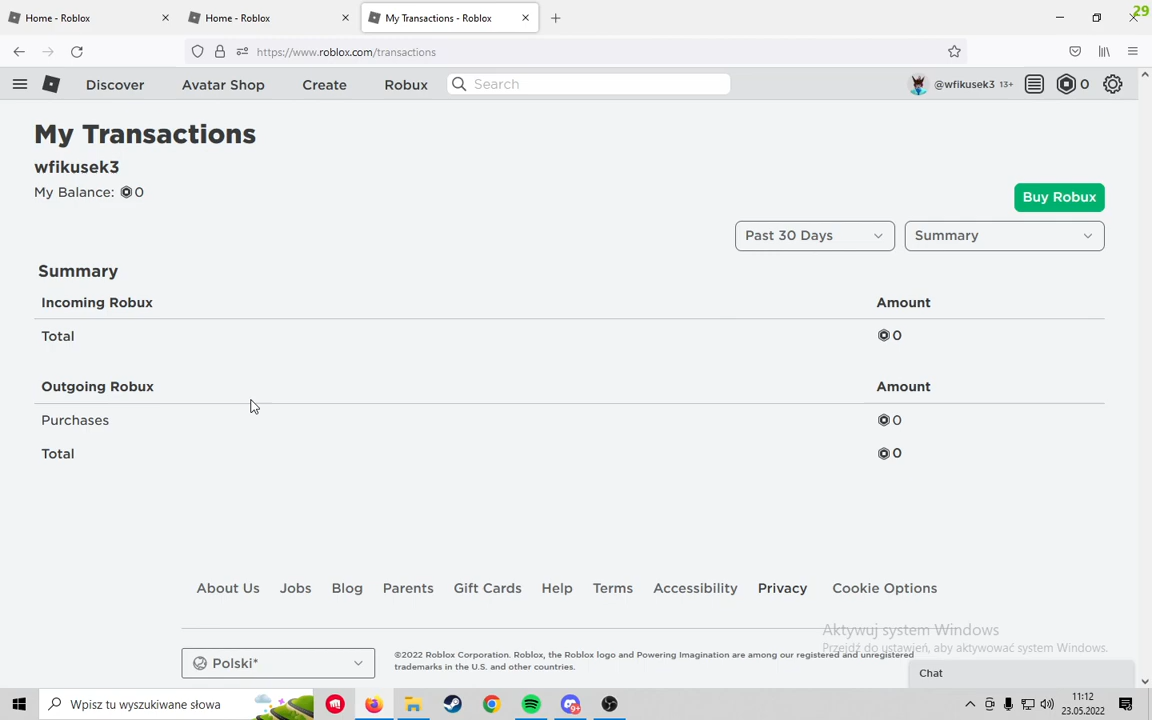 29
Home - Roblox
Home - Roblox
My Transactions - Roblox
https://www.roblox.com/transactions
Discover
Avatar Shop
Create
Robux
Search
@wfikusek3 13+
0
My Transactions
wfikusek3
My Balance: 0
Buy Robux
Past 30 Days
Summary
Summary
Incoming Robux Amount
Total 0
Outgoing Robux Amount
Purchases 0
Total 0
About Us Jobs Blog Parents Gift Cards Help Terms Accessibility Privacy Cookie Options
Aktywuj system Windows
Przejdź do ustawień, aby aktywować system Windows.
Polski*
©2022 Roblox Corporation. Roblox, the Roblox logo and Powering Imagination are among our registered and unregistered
trademarks in the U.S. and other countries.
Chat
Wpisz tu wyszukiwane słowa
9+
11:12
23.05.2022